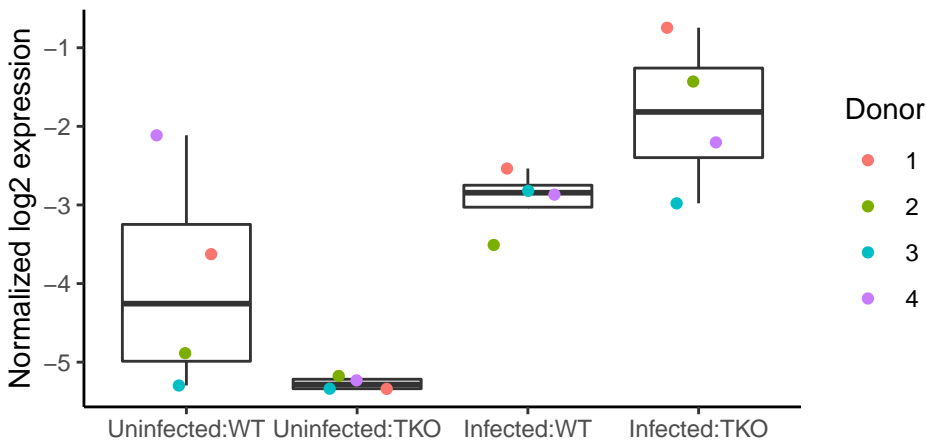 Normalized log2 expression
−1
−2
−3
−4
−5
Uninfected:WT
Uninfected:TKO
Infected:WT
Infected:TKO
Donor
1
2
3
4